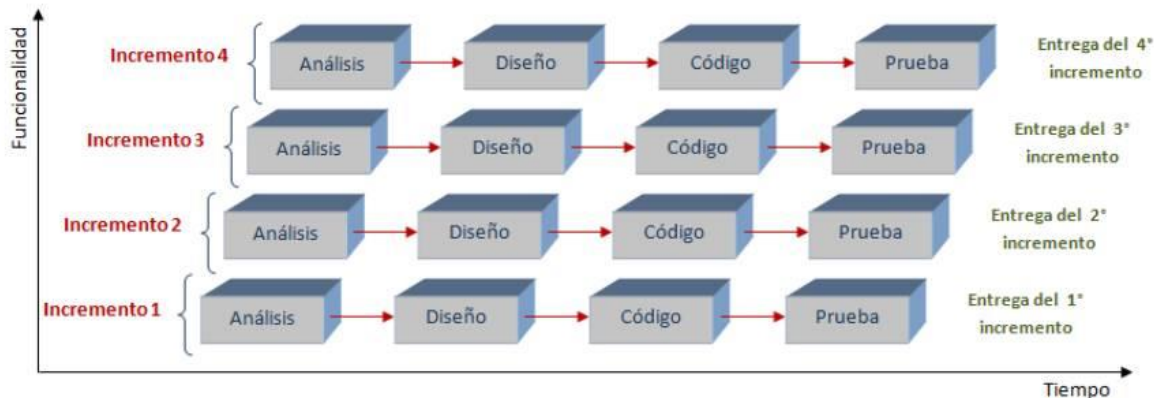 Funcionalidad
Incremento 4
Análisis
Diseño
Código
Prueba
Entrega del 4°
incremento
Incremento 3
Análisis
Diseño
Código
Prueba
Entrega del 3°
incremento
Incremento 2
Análisis
Diseño
Código
Prueba
Entrega del 2°
incremento
Incremento 1
Análisis
Diseño
Código
Prueba
Entrega del 1°
incremento
Tiempo